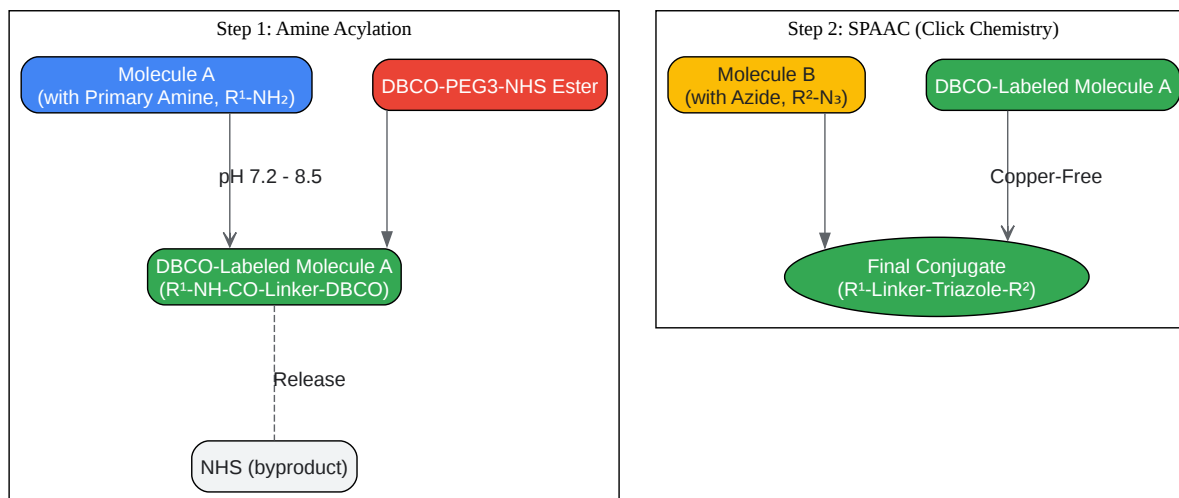 Step 1: Amine Acylation
Molecule A
(with Primary Amine, R¹-NH₂)
DBCO-PEG3-NHS Ester
pH 7.2 - 8.5
DBCO-Labeled Molecule A
(R¹-NH-CO-Linker-DBCO)
Release
NHS (byproduct)
Step 2: SPAAC (Click Chemistry)
Molecule B
(with Azide, R²-N₃)
DBCO-Labeled Molecule A
Copper-Free
Final Conjugate
(R¹-Linker-Triazole-R²)